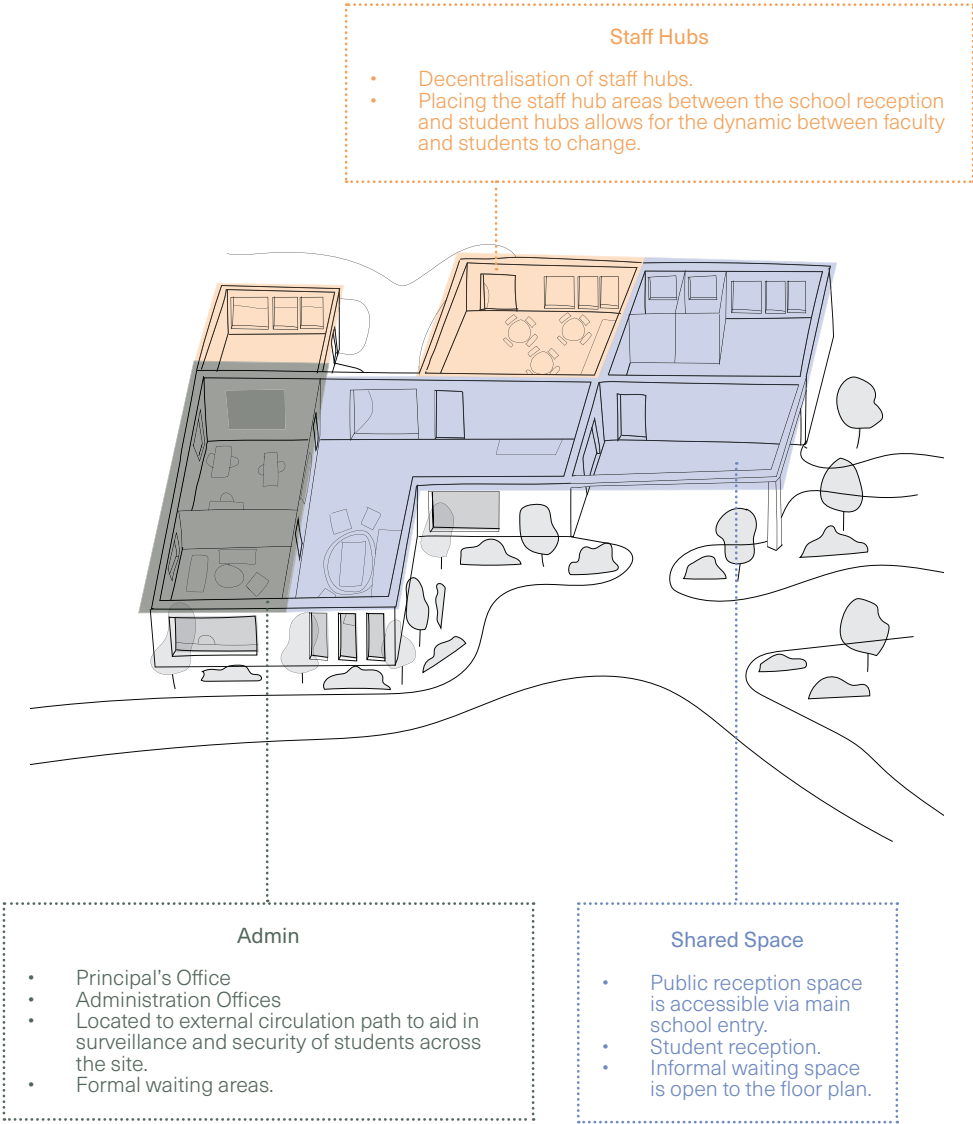 Staff Hubs
• Decentralisation of staff hubs.
• Placing the staff hub areas between the school reception
and student hubs allows for the dynamic between faculty
and students to change.
Admin
• Principal's Office
• Administration Offices
• Located to external circulation path to aid in
surveillance and security of students across
the site.
• Formal waiting areas.
Shared Space
• Public reception space
is accessible via main
school entry.
• Student reception.
• Informal waiting space
is open to the floor plan.